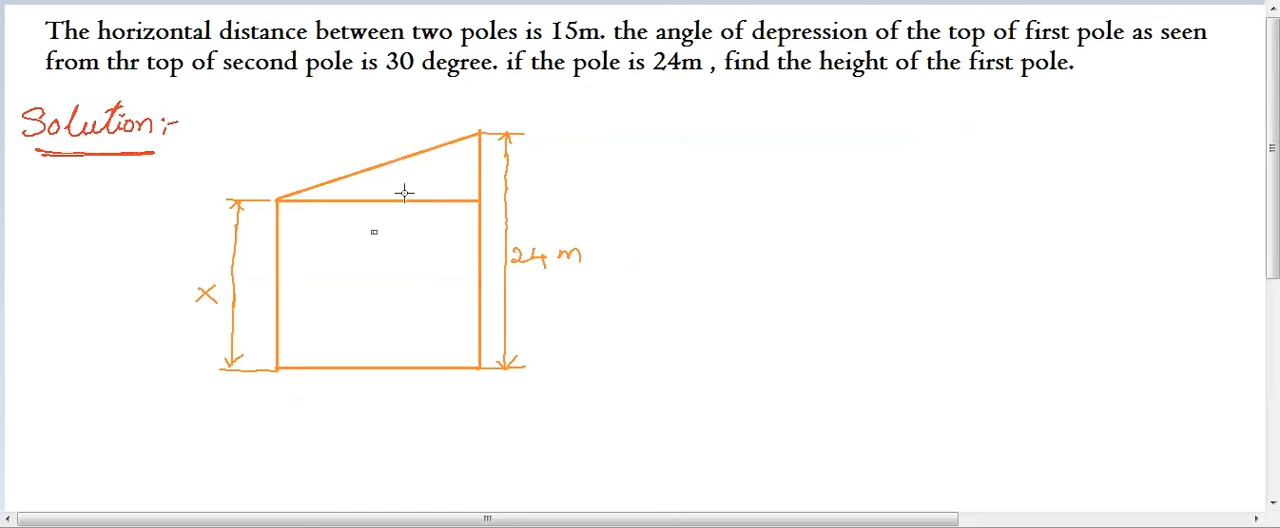 The horizontal distance between two poles is 15m. the angle of depression of the top of first pole as seen
from thr top of second pole is 30 degree. if the pole is 24m , find the height of the first pole.
Solution:-
24 m
x